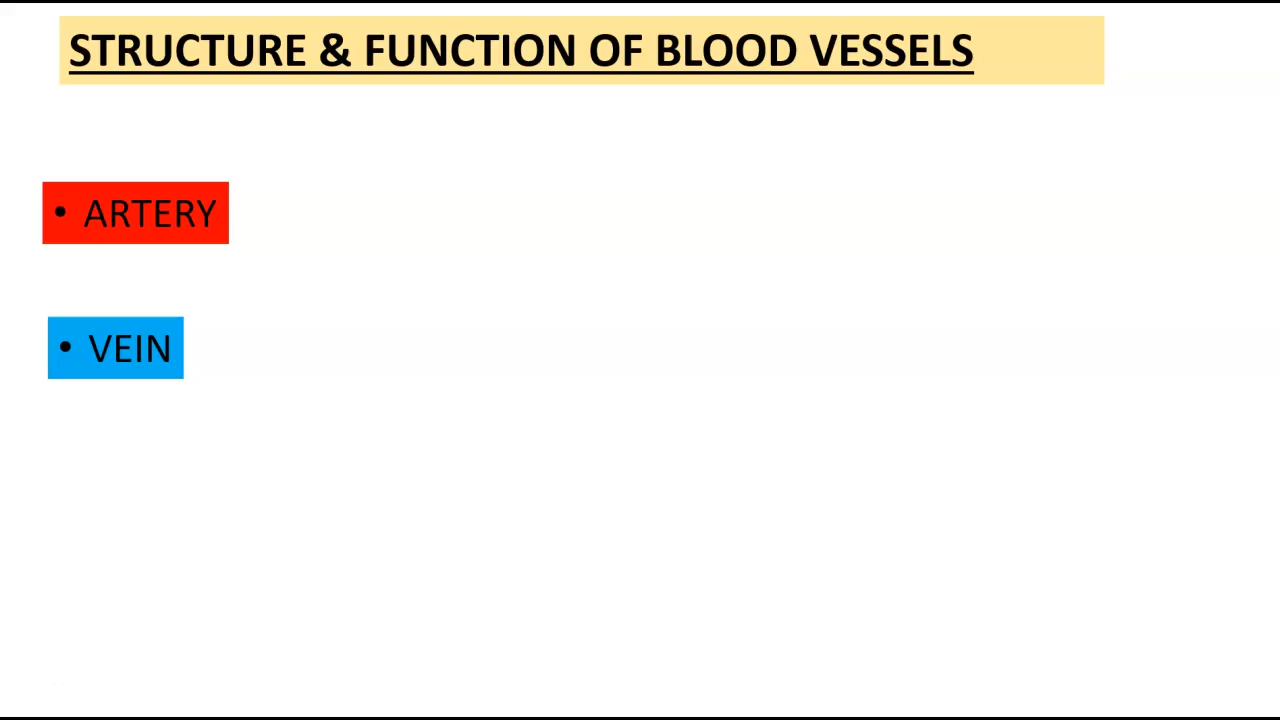 STRUCTURE & FUNCTION OF BLOOD VESSELS
• ARTERY
• VEIN